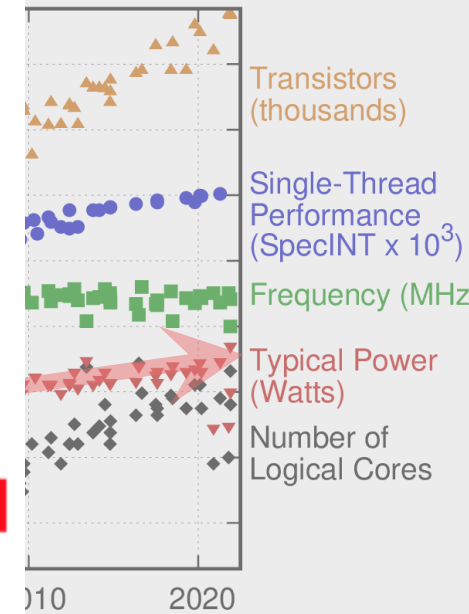 Transistors
(thousands)
Single-Thread
Performance
(SpecINT x 10³)
Frequency (MHz
Typical Power
(Watts)
Number of
Logical Cores
010
2020